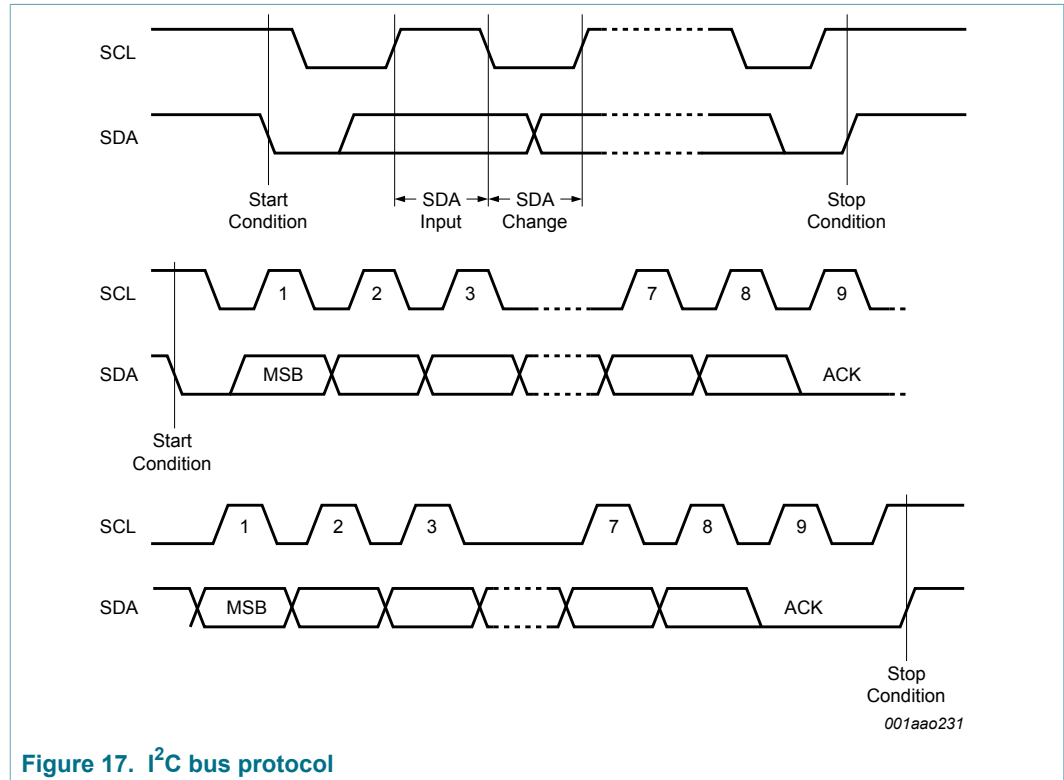 SCL
SDA
Start
Condition
SDA
Input
SDA
Change
Stop
Condition
SCL
1 2 3 7 8 9
SDA
MSB
ACK
Start
Condition
SCL
1 2 3 7 8 9
SDA
MSB
ACK
Stop
Condition
001aao231
Figure 17. I²C bus protocol